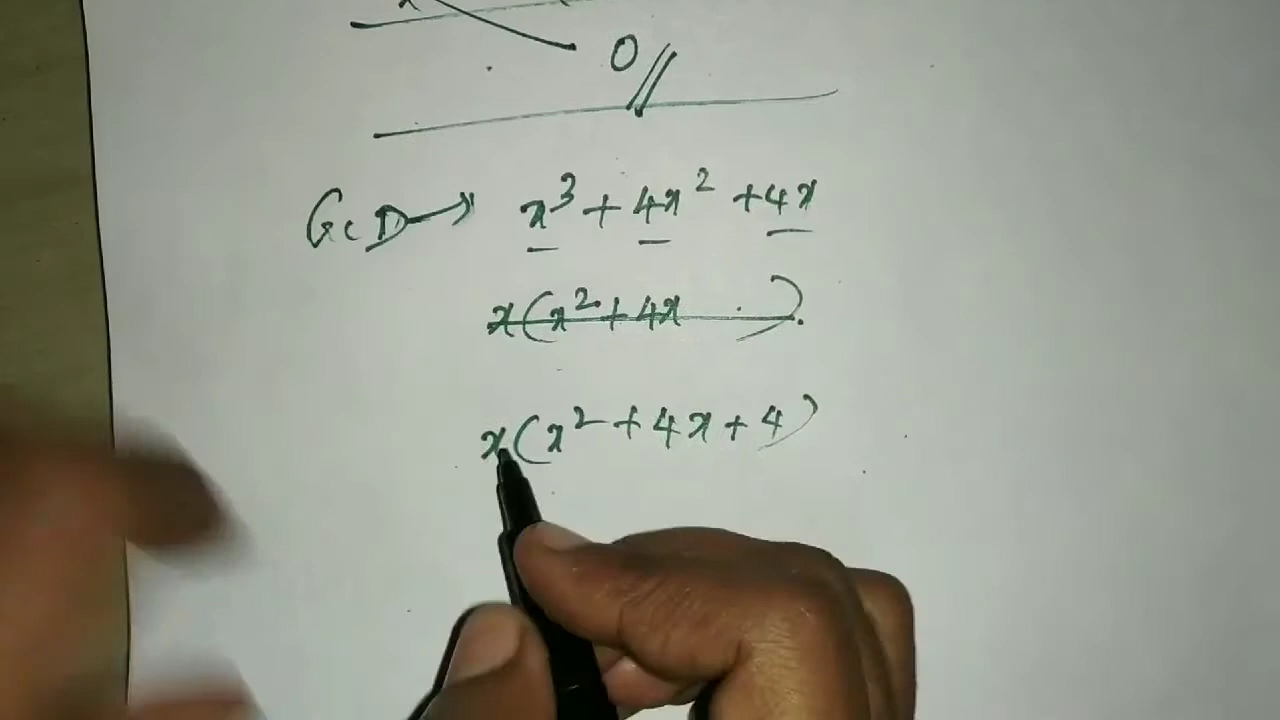 0//
GCD → x³ + 4x² + 4x
x(x² + 4x )
x(x² + 4x + 4)